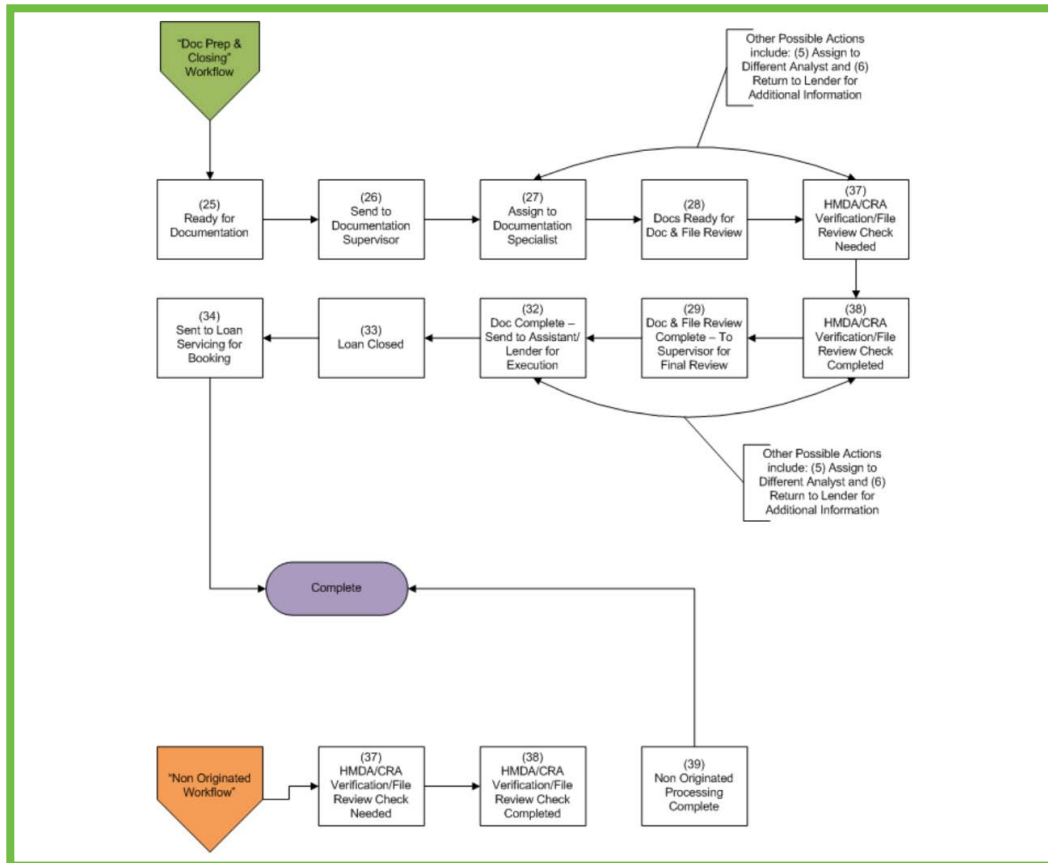 "Doc Prep &
Closing"
Workflow
Other Possible Actions
include: (5) Assign to
Different Analyst and (6)
Return to Lender for
Additional Information
(25)
Ready for
Documentation
(26)
Send to
Documentation
Supervisor
(27)
Assign to
Documentation
Specialist
(28)
Docs Ready for
Doc & File Review
(37)
HMDA/CRA
Verification/File
Review Check
Needed
(34)
Sent to Loan
Servicing for
Booking
(33)
Loan Closed
(32)
Doc Complete –
Send to Assistant/
Lender for
Execution
(29)
Doc & File Review
Complete – To
Supervisor for
Final Review
(38)
HMDA/CRA
Verification/File
Review Check
Completed
Other Possible Actions
include: (5) Assign to
Different Analyst and (6)
Return to Lender for
Additional Information
Complete
"Non Originated
Workflow"
(37)
HMDA/CRA
Verification/File
Review Check
Needed
(38)
HMDA/CRA
Verification/File
Review Check
Completed
(39)
Non Originated
Processing
Complete